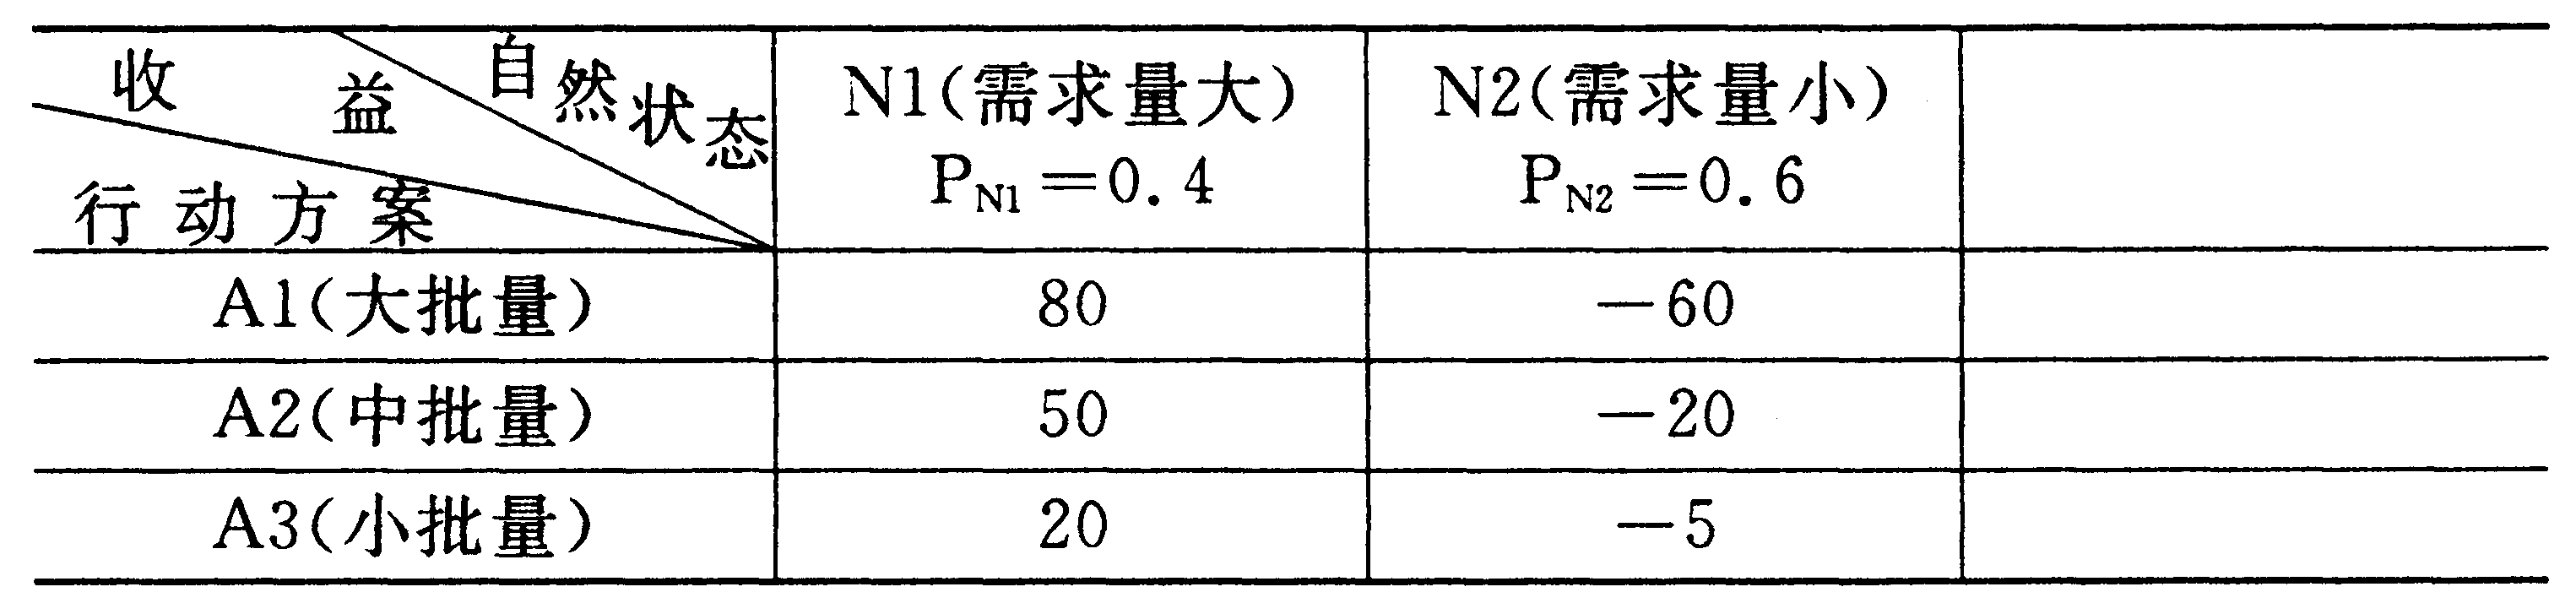 收益 自然状态
行动方案
N1(需求量大)
P_N1=0.4
N2(需求量小)
P_N2=0.6
A1(大批量) 80 -60
A2(中批量) 50 -20
A3(小批量) 20 -5